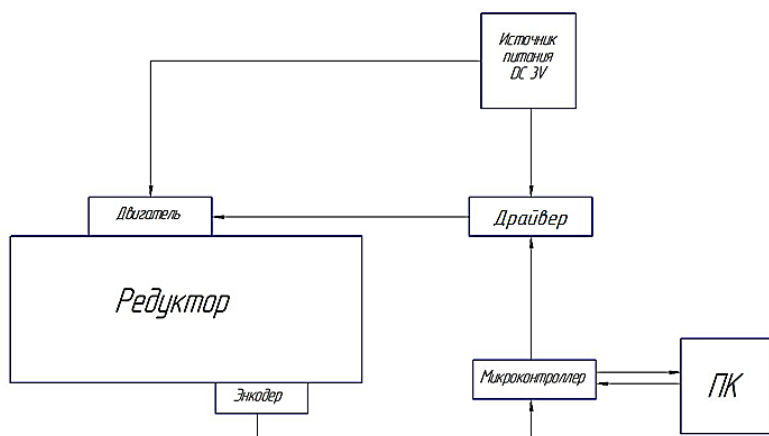 Источник
питания
DC 3V
Двигатель
Драйвер
Редуктор
Микроконтроллер
ПК
Энкодер